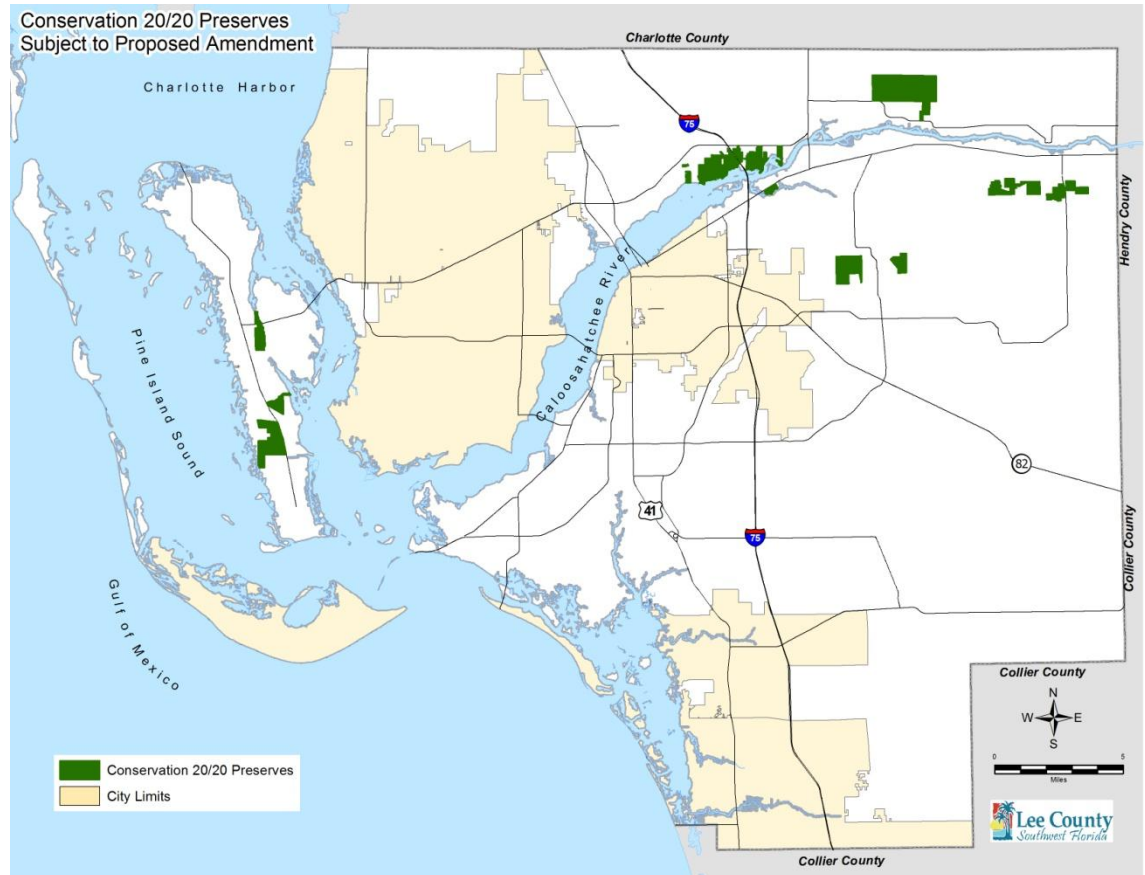 Conservation 20/20 Preserves
Subject to Proposed Amendment
Charlotte County
Charlotte Harbor
75
Hendry County
Caloosahatchee River
Pine Island Sound
82
41
75
Collier County
Gulf of Mexico
Collier County
N
W E
S
0 5
Miles
Conservation 20/20 Preserves
City Limits
Lee County
Southwest Florida
Collier County